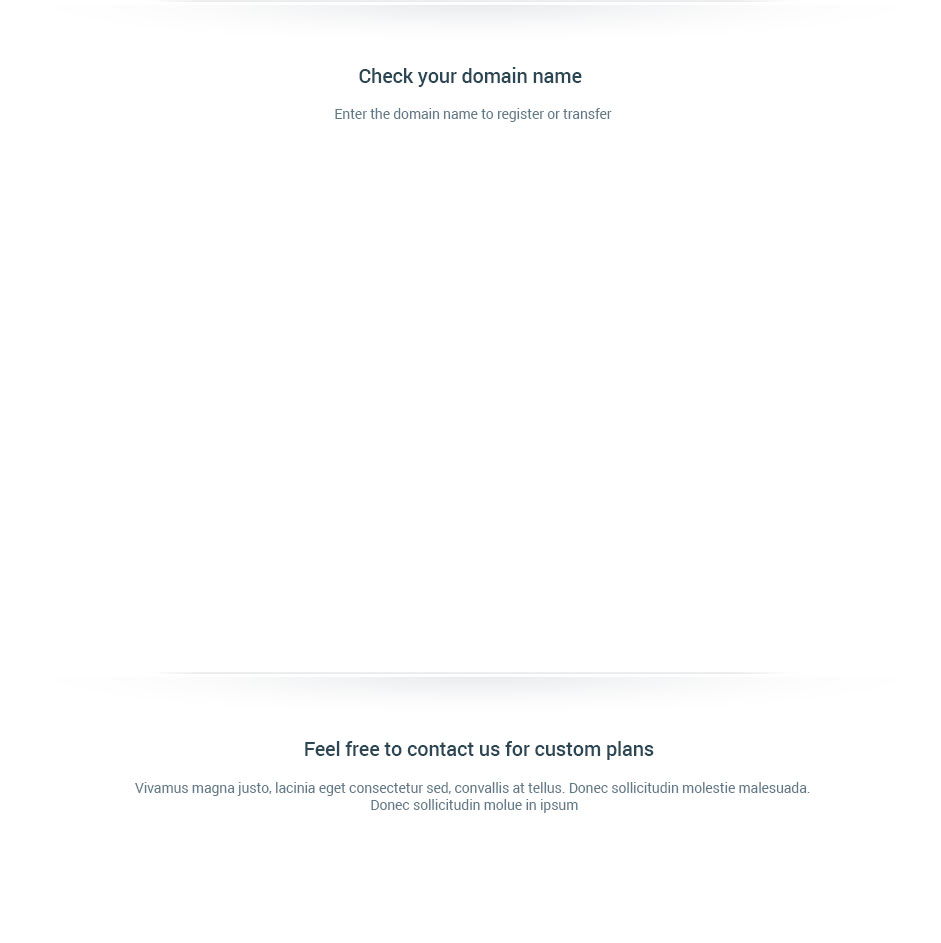 Check your domain name
Enter the domain name to register or transfer
Feel free to contact us for custom plans
Vivamus magna justo, lacinia eget consectetur sed, convallis at tellus. Donec sollicitudin molestie malesuada.
Donec sollicitudin molue in ipsum